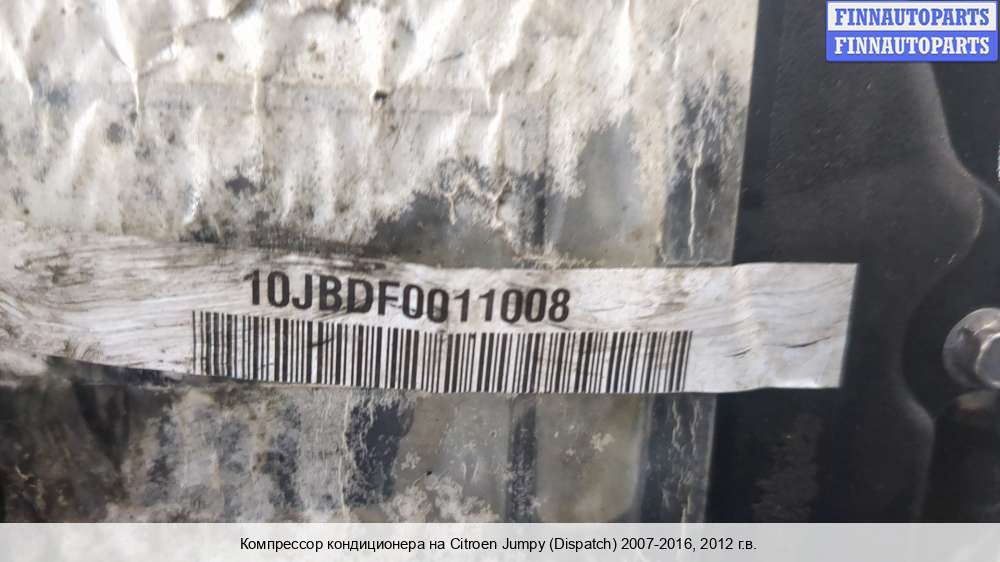 FINNAUTOPARTS
FINNAUTOPARTS
10JBDF0011008
Компрессор кондиционера на Citroen Jumpy (Dispatch) 2007-2016, 2012 г.в.